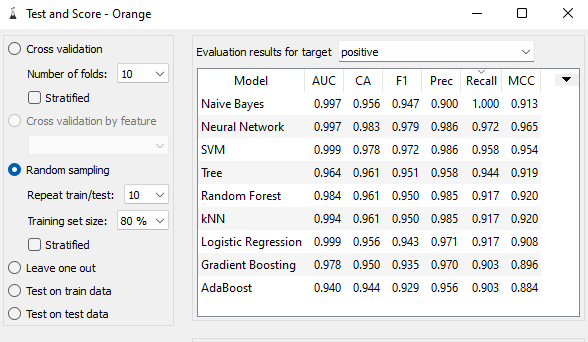 Test and Score - Orange
Cross validation
Number of folds: 10
Stratified
Cross validation by feature
Random sampling
Repeat train/test: 10
Training set size: 80 %
Stratified
Leave one out
Test on train data
Test on test data
Evaluation results for target positive
Model AUC CA F1 Prec Recall MCC
Naive Bayes 0.997 0.956 0.947 0.900 1.000 0.913
Neural Network 0.997 0.983 0.979 0.986 0.972 0.965
SVM 0.999 0.978 0.972 0.986 0.958 0.954
Tree 0.964 0.961 0.951 0.958 0.944 0.919
Random Forest 0.984 0.961 0.950 0.985 0.917 0.920
kNN 0.994 0.961 0.950 0.985 0.917 0.920
Logistic Regression 0.999 0.956 0.943 0.971 0.917 0.908
Gradient Boosting 0.978 0.950 0.935 0.970 0.903 0.896
AdaBoost 0.940 0.944 0.929 0.956 0.903 0.884